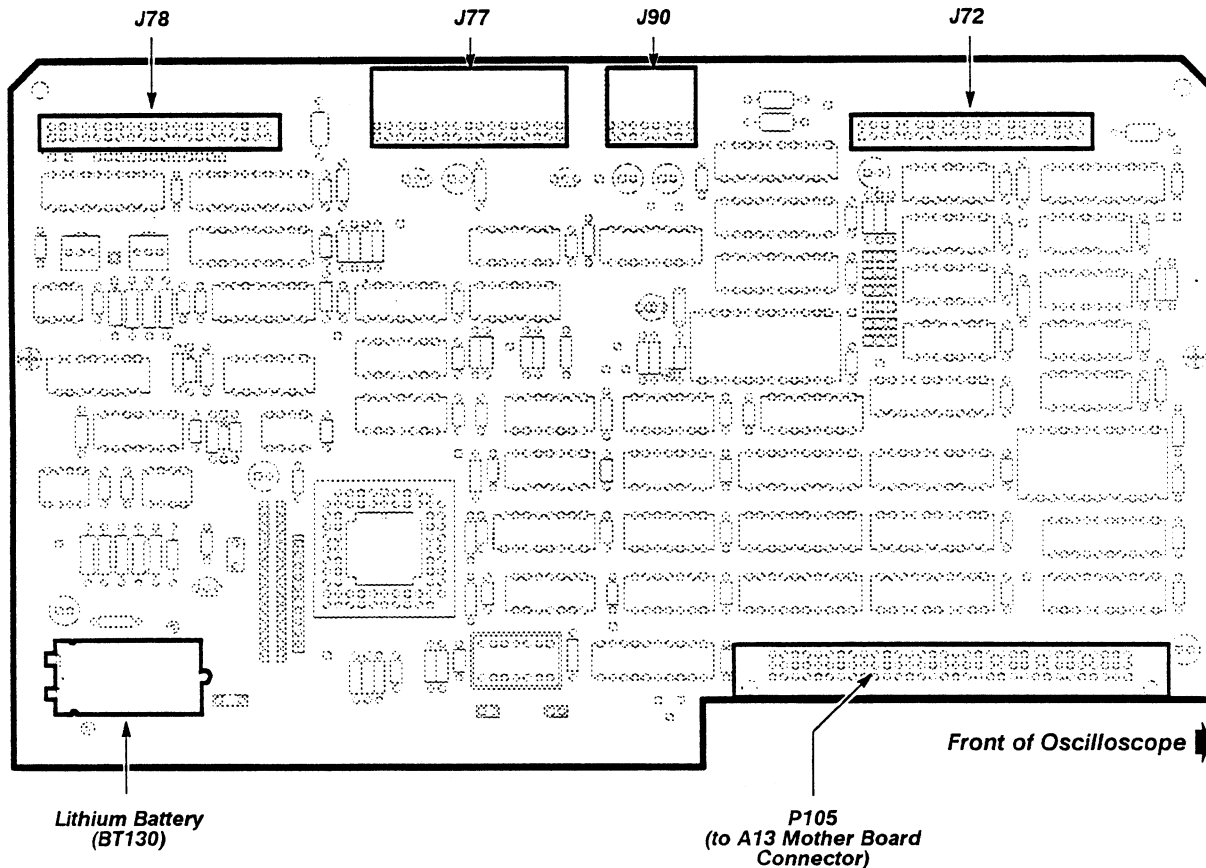 J78
J77
J90
J72
Front of Oscilloscope
Lithium Battery
(BT130)
P105
(to A13 Mother Board
Connector)